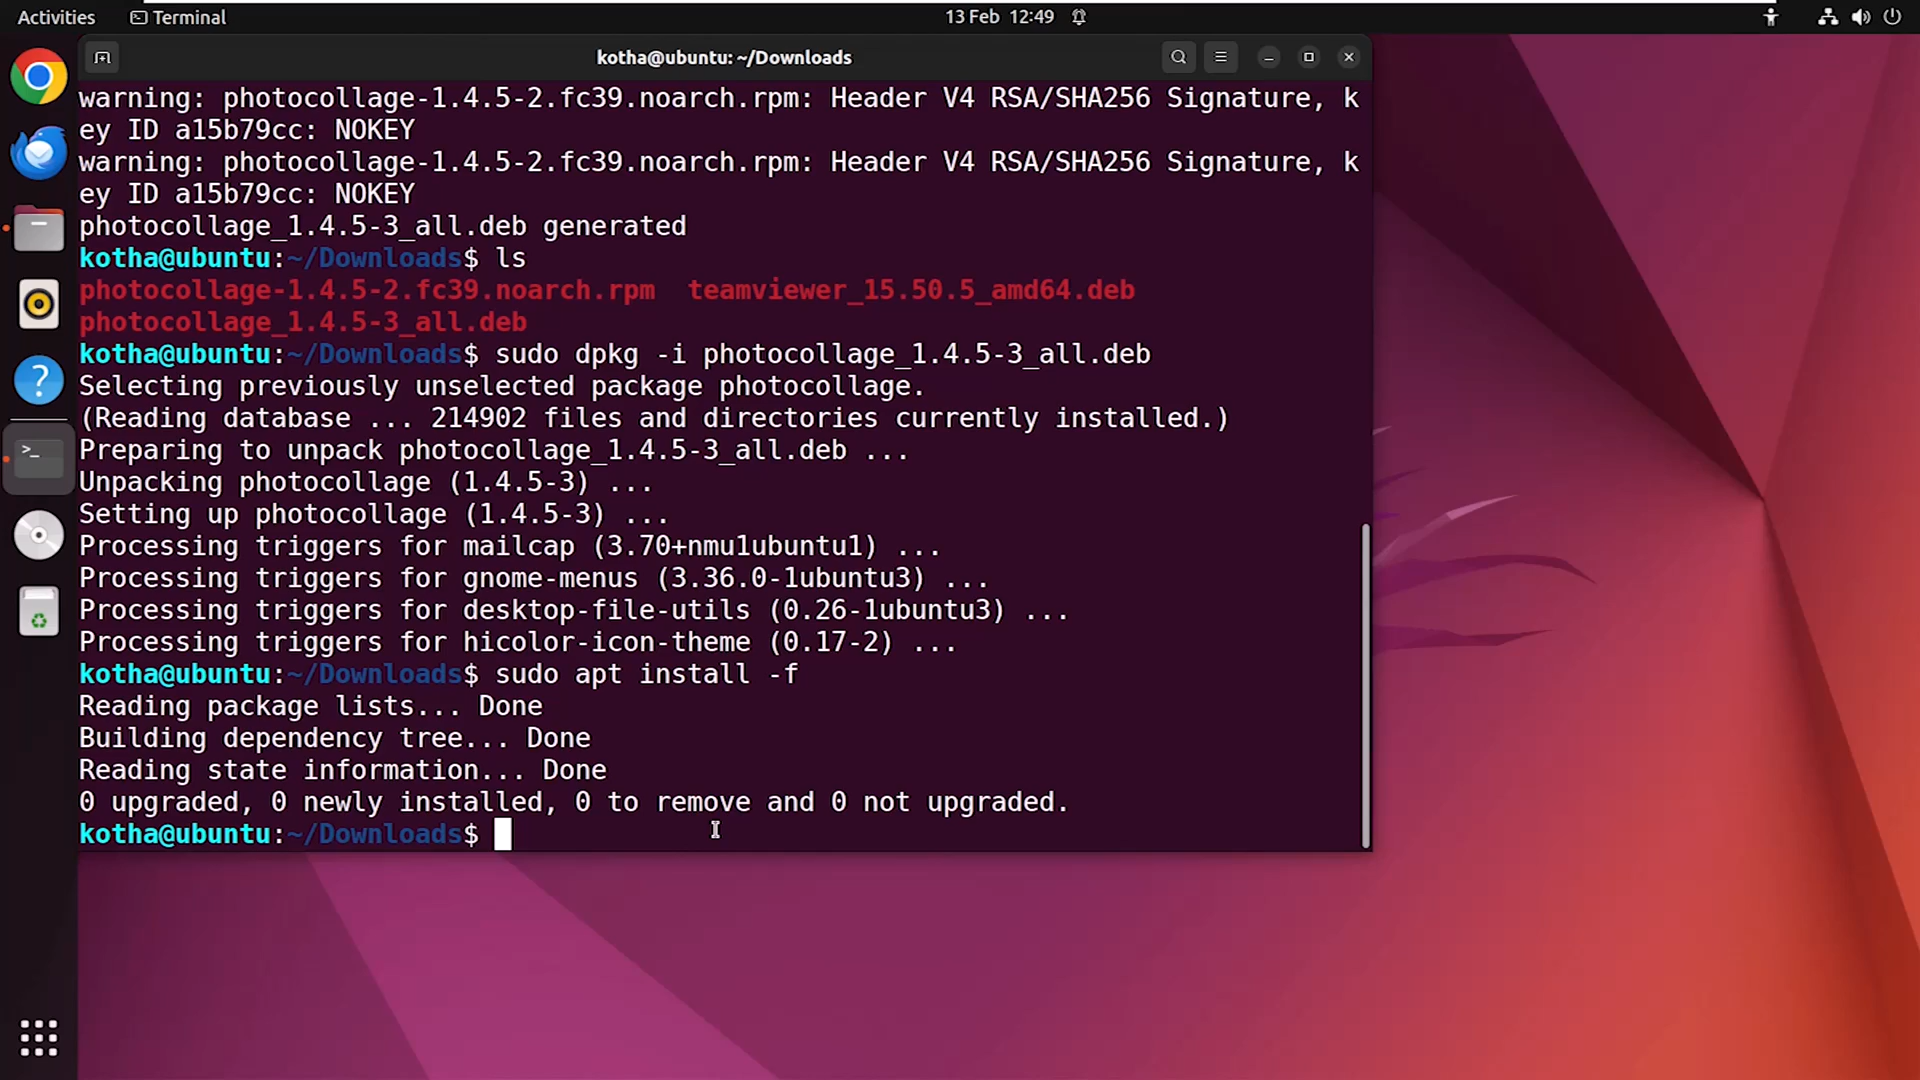 Activities Terminal 13 Feb 12:49
kotha@ubuntu: ~/Downloads
warning: photocollage-1.4.5-2.fc39.noarch.rpm: Header V4 RSA/SHA256 Signature, k
ey ID a15b79cc: NOKEY
warning: photocollage-1.4.5-2.fc39.noarch.rpm: Header V4 RSA/SHA256 Signature, k
ey ID a15b79cc: NOKEY
photocollage_1.4.5-3_all.deb generated
kotha@ubuntu:~/Downloads$ ls
photocollage-1.4.5-2.fc39.noarch.rpm  teamviewer_15.50.5_amd64.deb
photocollage_1.4.5-3_all.deb
kotha@ubuntu:~/Downloads$ sudo dpkg -i photocollage_1.4.5-3_all.deb
Selecting previously unselected package photocollage.
(Reading database ... 214902 files and directories currently installed.)
Preparing to unpack photocollage_1.4.5-3_all.deb ...
Unpacking photocollage (1.4.5-3) ...
Setting up photocollage (1.4.5-3) ...
Processing triggers for mailcap (3.70+nmu1ubuntu1) ...
Processing triggers for gnome-menus (3.36.0-1ubuntu3) ...
Processing triggers for desktop-file-utils (0.26-1ubuntu3) ...
Processing triggers for hicolor-icon-theme (0.17-2) ...
kotha@ubuntu:~/Downloads$ sudo apt install -f
Reading package lists... Done
Building dependency tree... Done
Reading state information... Done
0 upgraded, 0 newly installed, 0 to remove and 0 not upgraded.
kotha@ubuntu:~/Downloads$